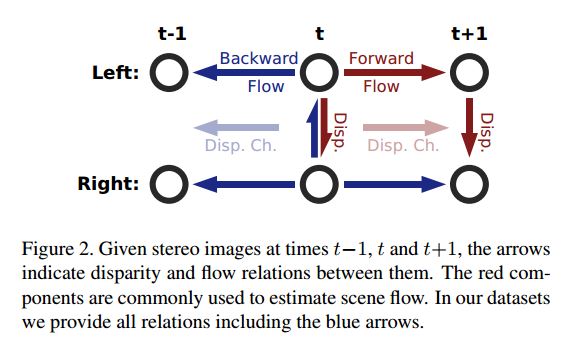 t-1 t t+1
Left: Backward Flow Forward Flow
Disp. Ch. Disp. Disp. Ch. Disp.
Right:
Figure 2. Given stereo images at times t−1, t and t+1, the arrows
indicate disparity and flow relations between them. The red com-
ponents are commonly used to estimate scene flow. In our datasets
we provide all relations including the blue arrows.